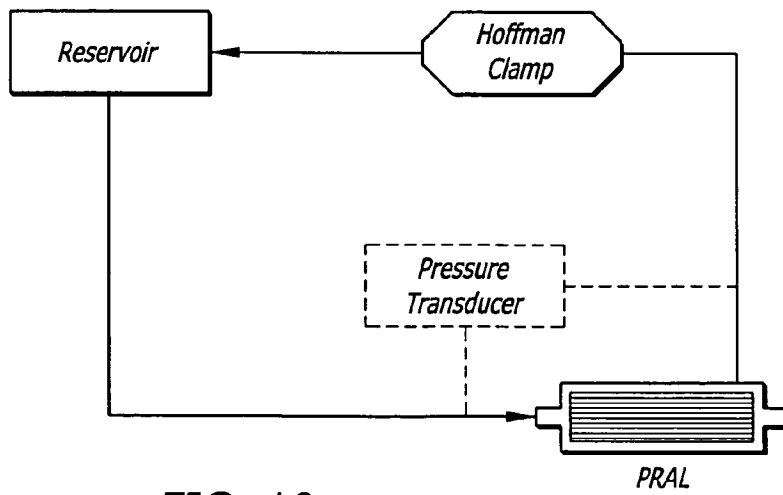 Reservoir
Hoffman
Clamp
Pressure
Transducer
PRAL